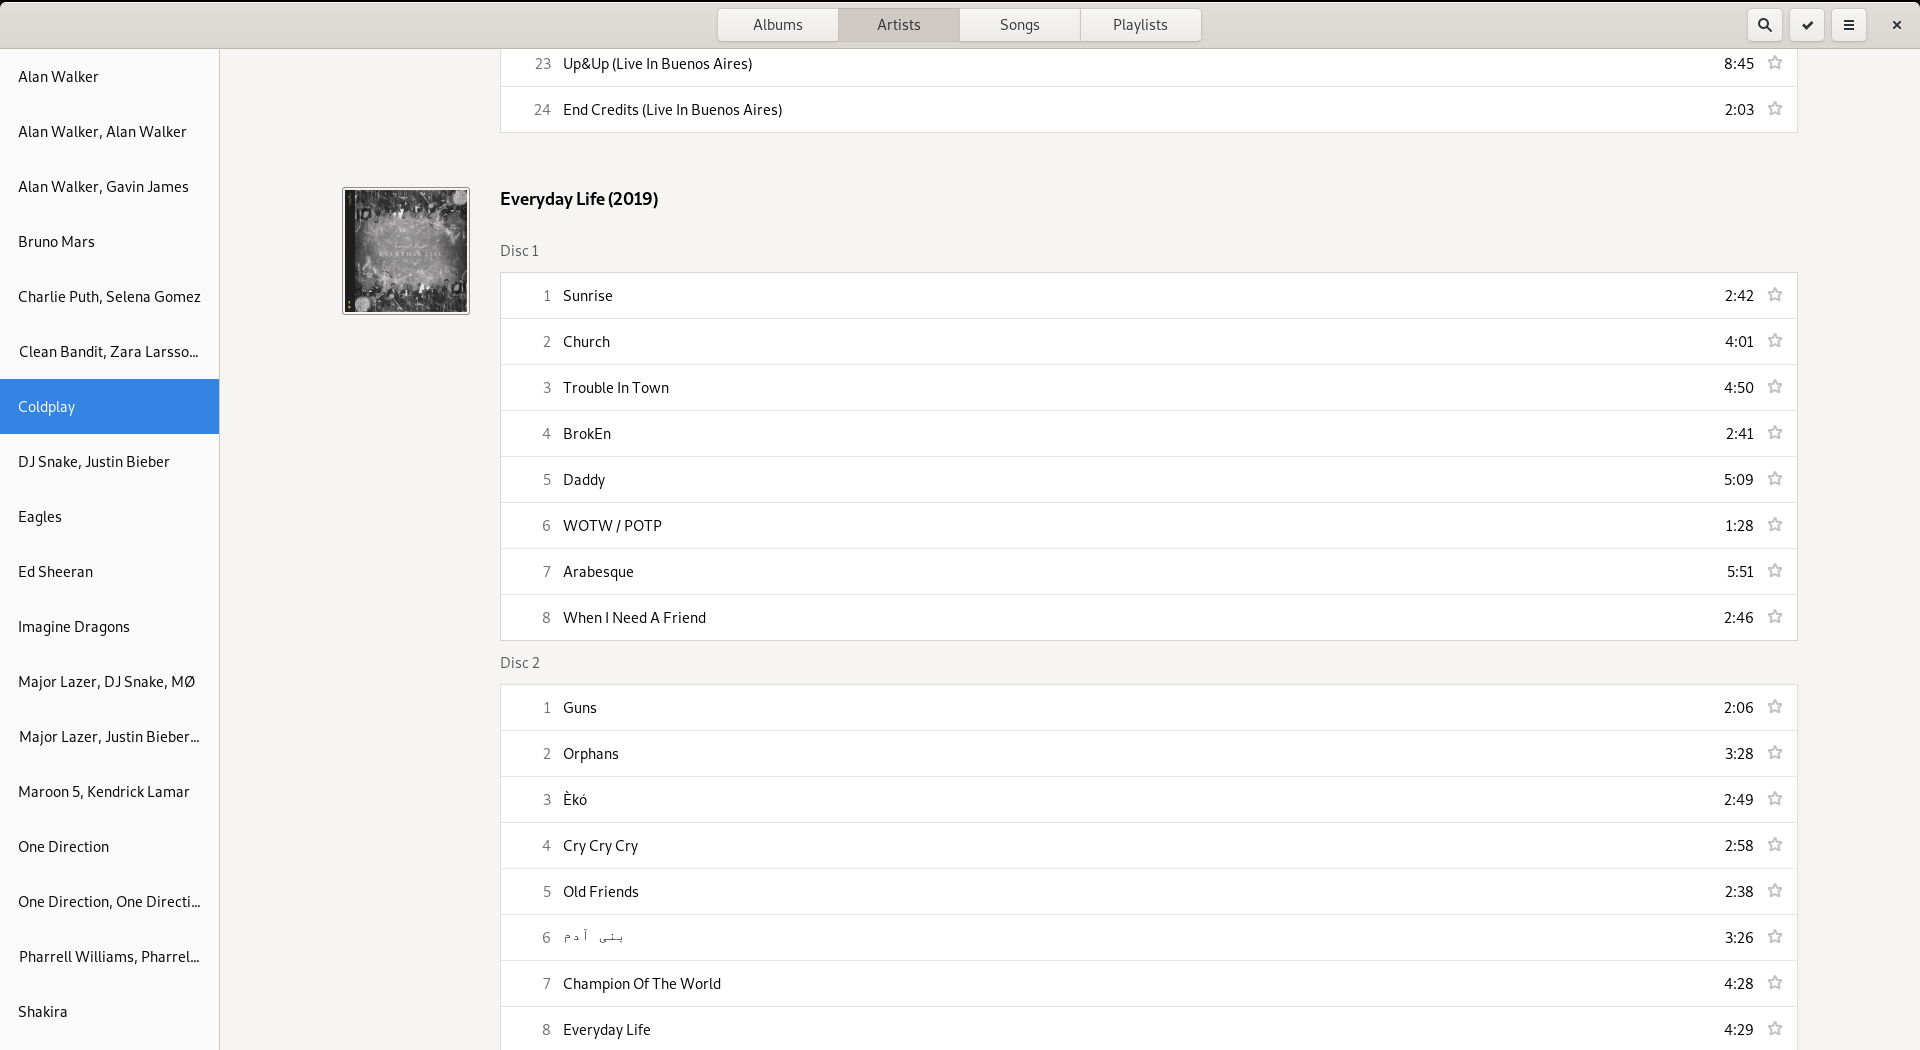 Albums
Artists
Songs
Playlists
Alan Walker
Alan Walker, Alan Walker
Alan Walker, Gavin James
Bruno Mars
Charlie Puth, Selena Gomez
Clean Bandit, Zara Larsso...
Coldplay
DJ Snake, Justin Bieber
Eagles
Ed Sheeran
Imagine Dragons
Major Lazer, DJ Snake, MØ
Major Lazer, Justin Bieber...
Maroon 5, Kendrick Lamar
One Direction
One Direction, One Directi...
Pharrell Williams, Pharrel...
Shakira
23 Up&Up (Live In Buenos Aires) 8:45
24 End Credits (Live In Buenos Aires) 2:03
EVERYDAY LIFE
Everyday Life (2019)
Disc 1
1 Sunrise 2:42
2 Church 4:01
3 Trouble In Town 4:50
4 BrokEn 2:41
5 Daddy 5:09
6 WOTW / POTP 1:28
7 Arabesque 5:51
8 When I Need A Friend 2:46
Disc 2
1 Guns 2:06
2 Orphans 3:28
3 Èkó 2:49
4 Cry Cry Cry 2:58
5 Old Friends 2:38
6 بنی آدم 3:26
7 Champion Of The World 4:28
8 Everyday Life 4:29